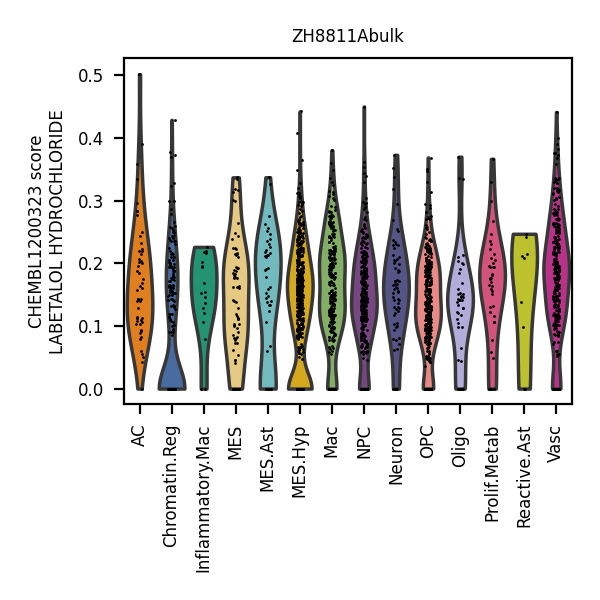 ZH8811Abulk
CHEMBL1200323 score
LABETALOL HYDROCHLORIDE
0.5
0.4
0.3
0.2
0.1
0.0
AC
Chromatin.Reg
Inflammatory.Mac
MES
MES.Ast
MES.Hyp
Mac
NPC
Neuron
OPC
Oligo
Prolif.Metab
Reactive.Ast
Vasc